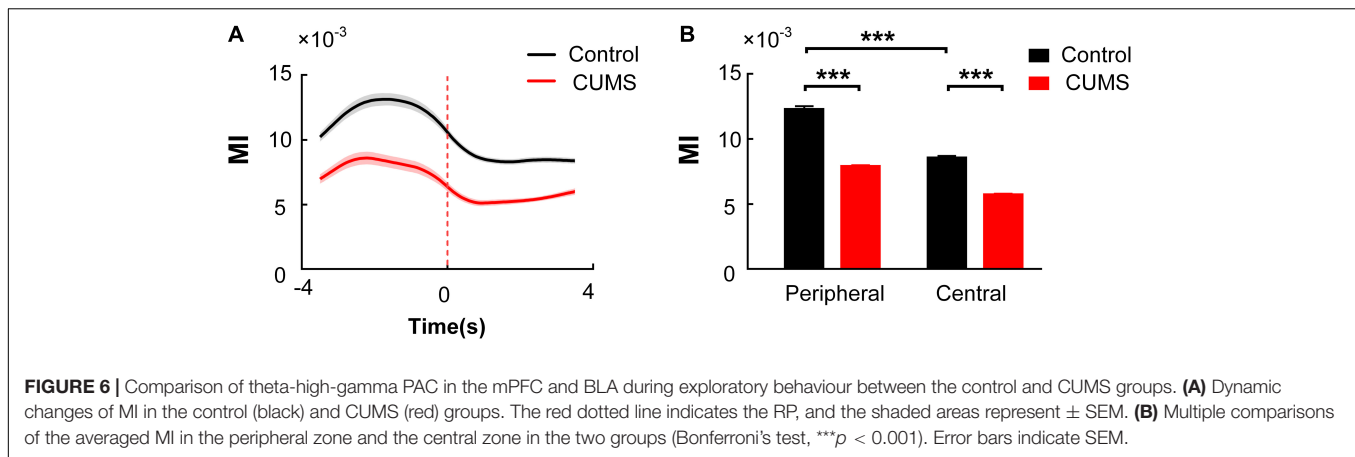 A
×10⁻³
Control
CUMS
15
10
5
0
MI
-4
0
4
Time(s)
B
×10⁻³
***
***
***
Control
CUMS
15
10
5
0
MI
Peripheral
Central
FIGURE 6 | Comparison of theta-high-gamma PAC in the mPFC and BLA during exploratory behaviour between the control and CUMS groups. (A) Dynamic
changes of MI in the control (black) and CUMS (red) groups. The red dotted line indicates the RP, and the shaded areas represent ± SEM. (B) Multiple comparisons
of the averaged MI in the peripheral zone and the central zone in the two groups (Bonferroni's test, ***p < 0.001). Error bars indicate SEM.